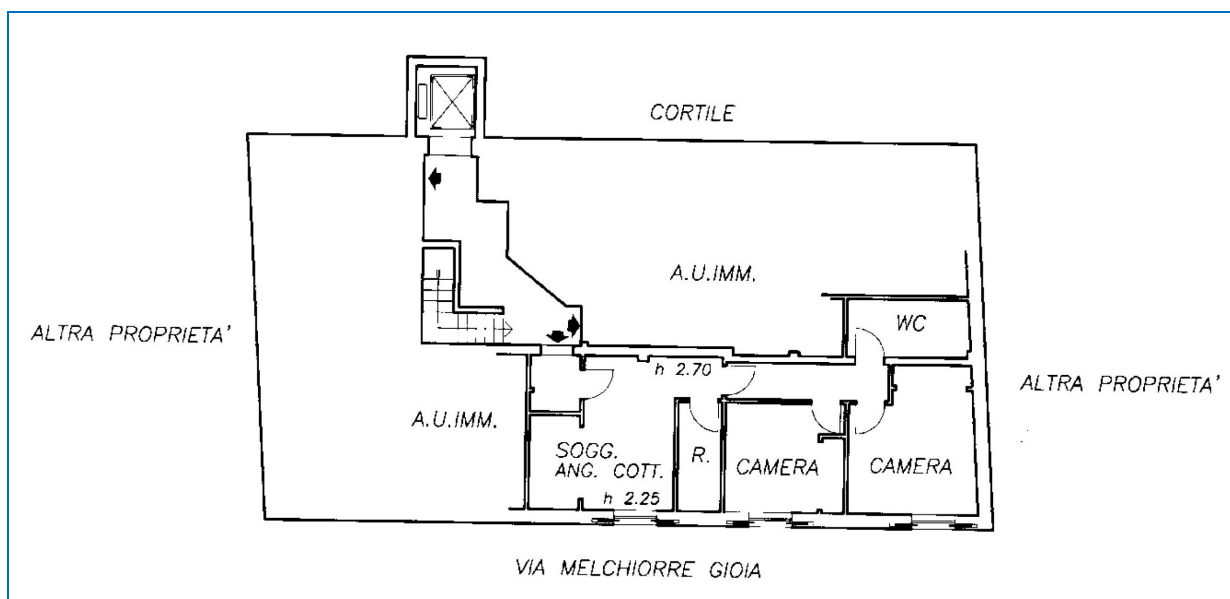 CORTILE
A.U.IMM.
ALTRA PROPRIETA'
WC
h 2.70
ALTRA PROPRIETA'
A.U.IMM.
SOGG.
ANG. COTT.
R.
CAMERA
CAMERA
h 2.25
VIA MELCHIORRE GIOIA